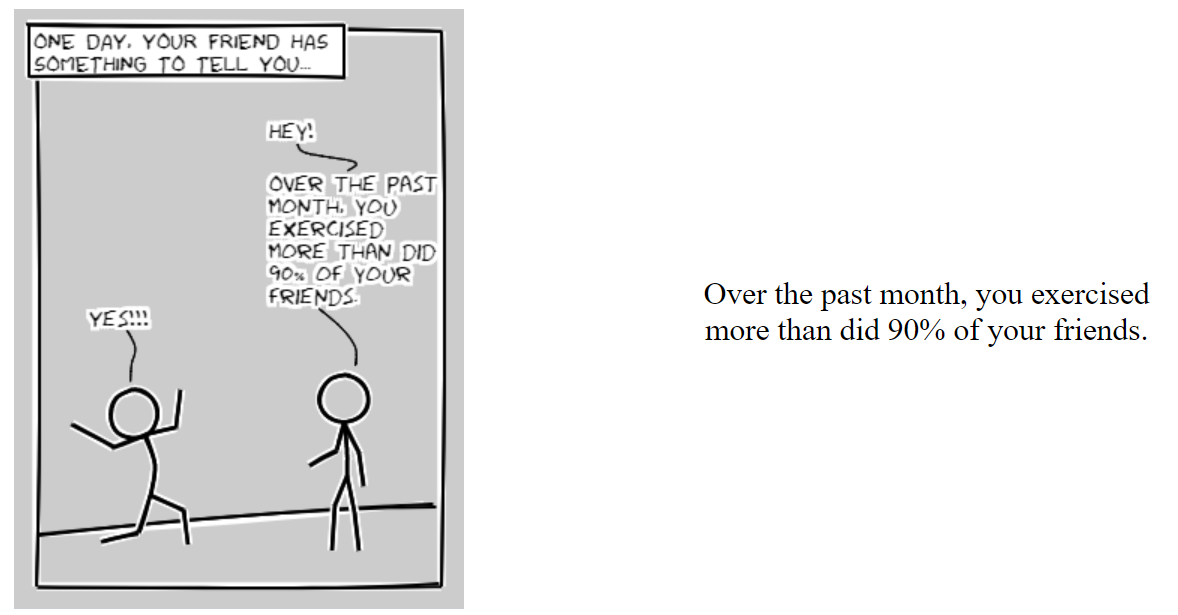 ONE DAY, YOUR FRIEND HAS
SOMETHING TO TELL YOU...
HEY!
OVER THE PAST
MONTH, YOU
EXERCISED
MORE THAN DID
90% OF YOUR
FRIENDS.
YES!!!
Over the past month, you exercised
more than did 90% of your friends.